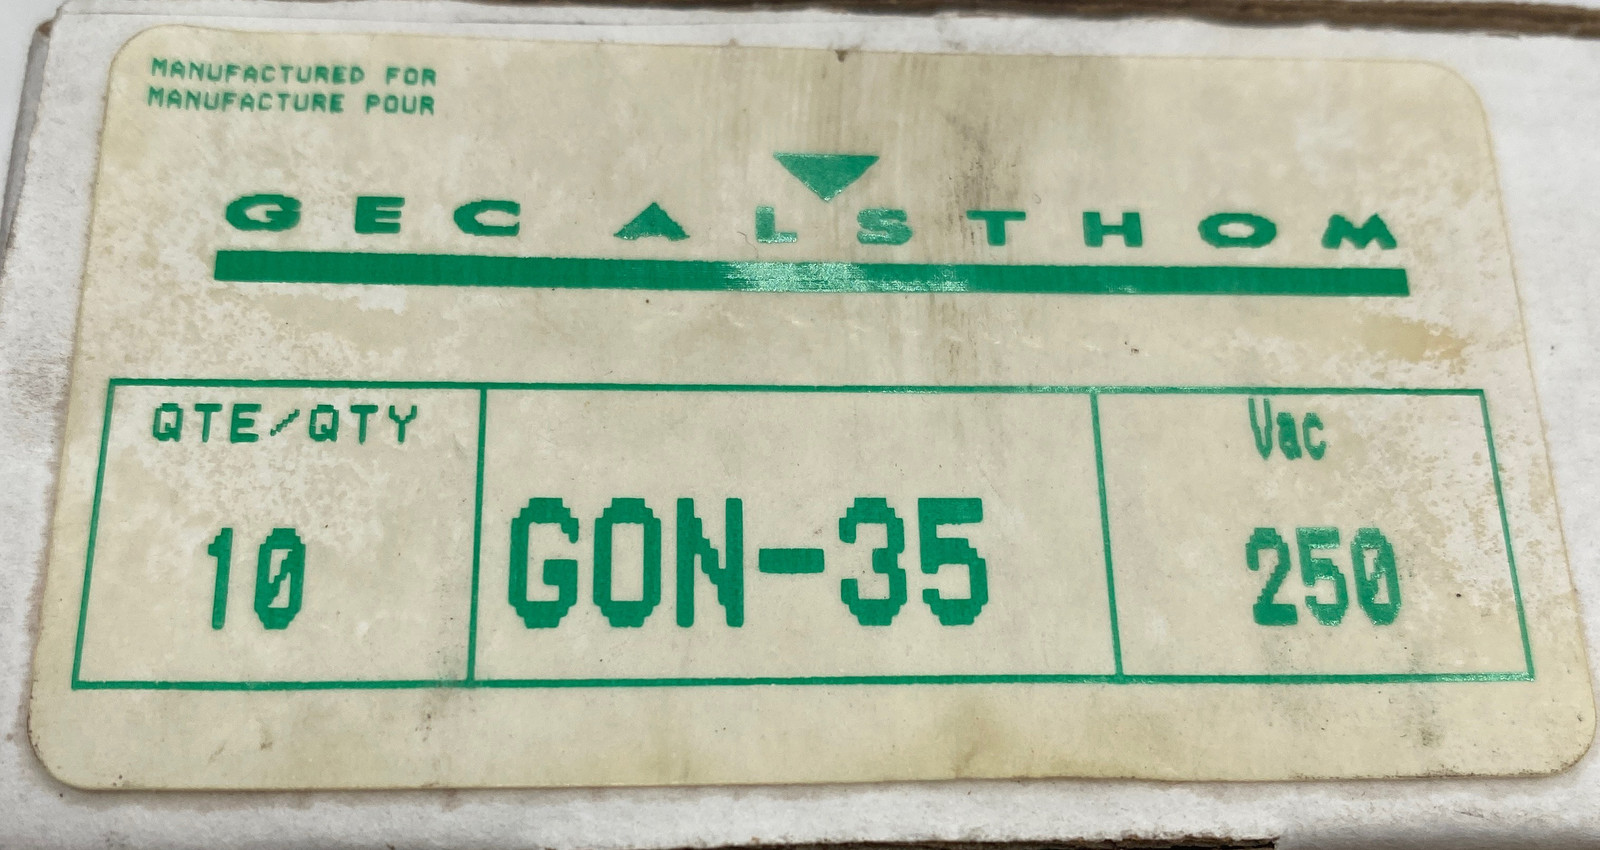 MANUFACTURED FOR
MANUFACTURE POUR
GEC ALSTHOM
QTE/QTY
Vac
10
GON-35
250